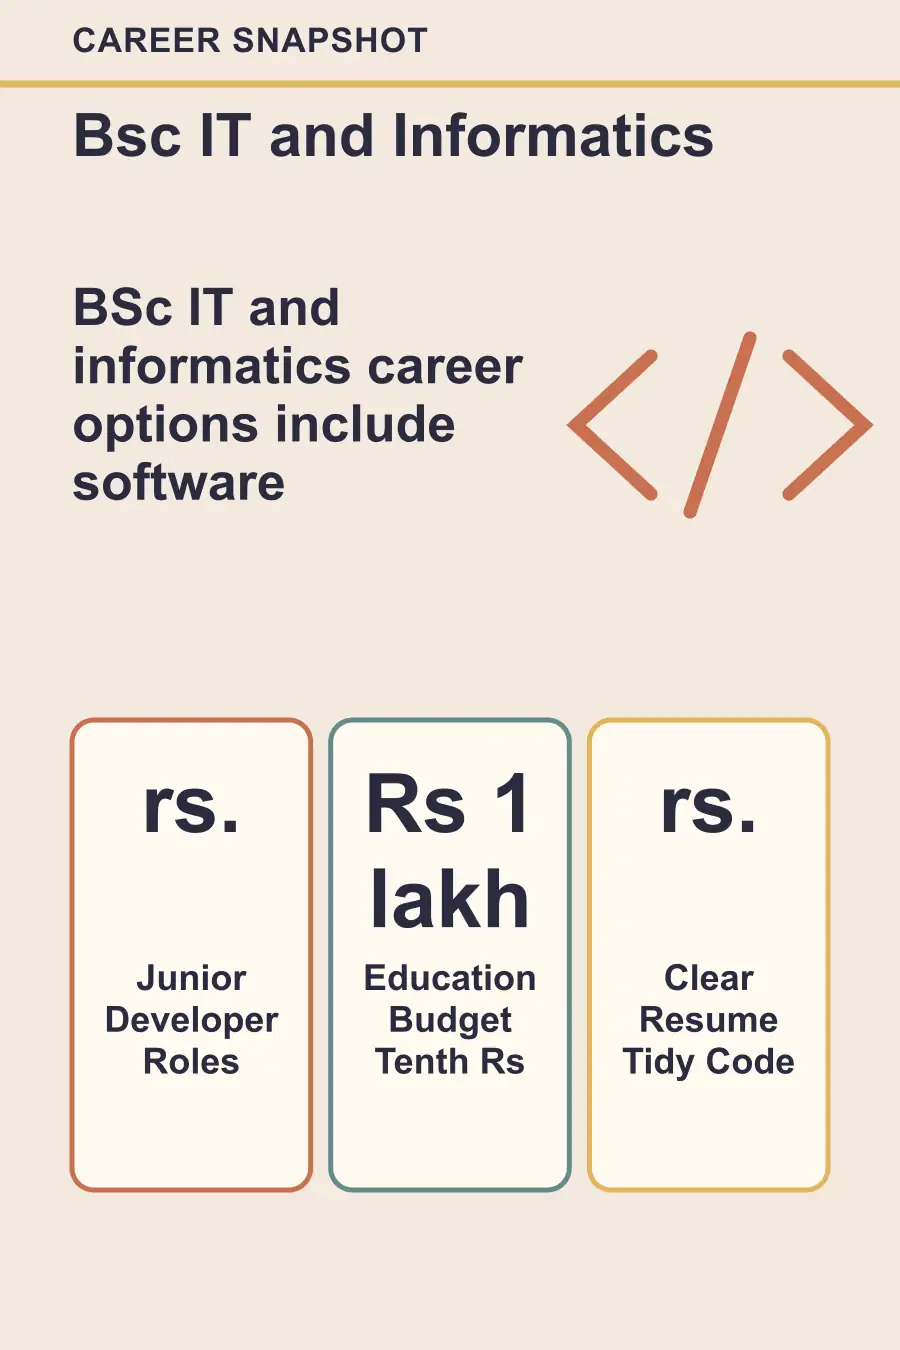 CAREER SNAPSHOT
Bsc IT and Informatics
BSc IT and
informatics career
options include
software
rs.
Junior
Developer
Roles
Rs 1
lakh
Education
Budget
Tenth Rs
rs.
Clear
Resume
Tidy Code